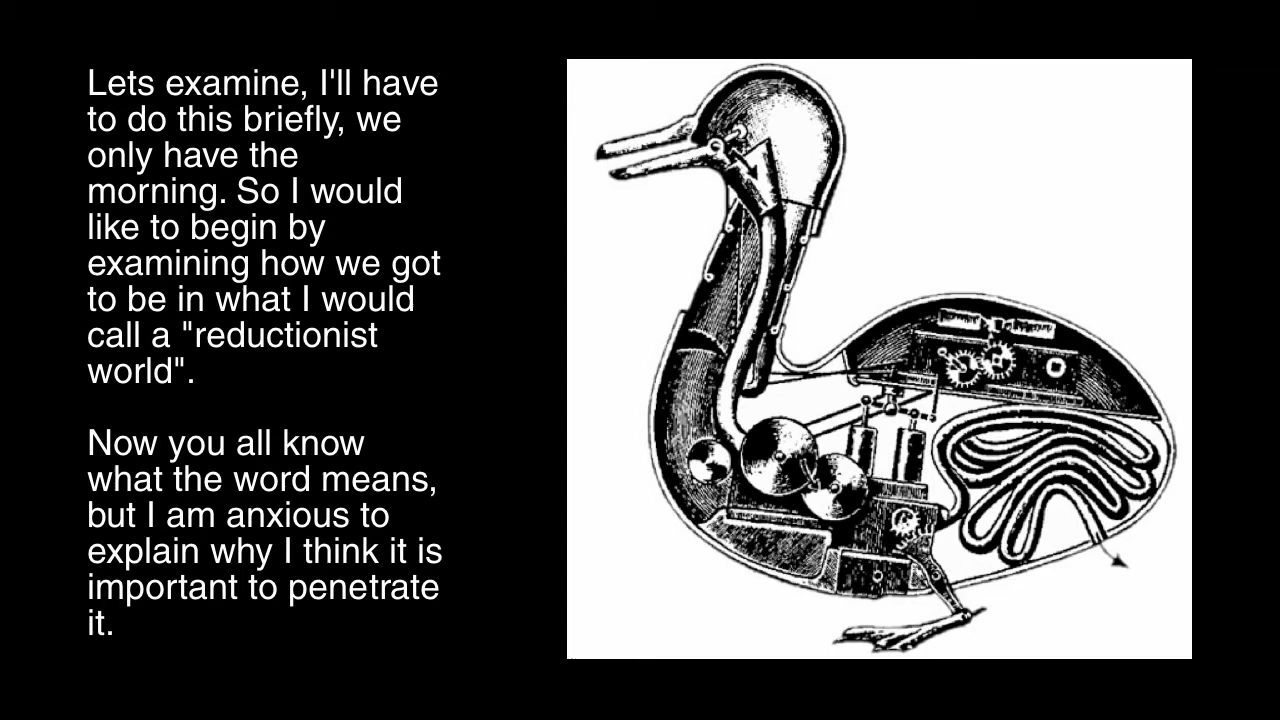 Lets examine, I'll have
to do this briefly, we
only have the
morning. So I would
like to begin by
examining how we got
to be in what I would
call a "reductionist
world".
Now you all know
what the word means,
but I am anxious to
explain why I think it is
important to penetrate
it.